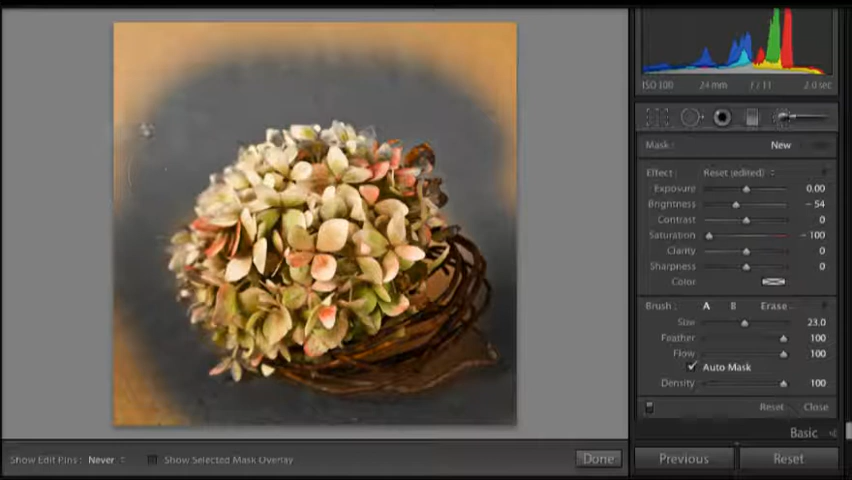 ISO 100 24 mm f / 11 2.0 sec
Mask: New
Effect: Reset (edited)
Exposure 0.00
Brightness - 54
Contrast 0
Saturation - 100
Clarity 0
Sharpness 0
Color
Brush: A B Erase
Size 23.0
Feather 100
Flow 100
Auto Mask
Density 100
Reset Close
Basic
Show Edit Pins: Never Show Selected Mask Overlay Done Previous Reset